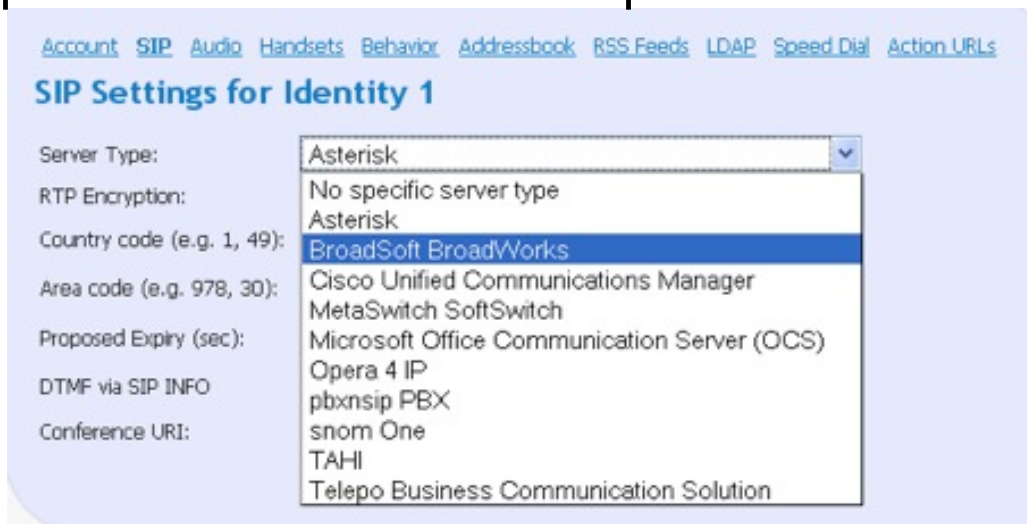 Account SIP Audio Handsets Behavior Addressbook RSS Feeds LDAP Speed Dial Action URLs
SIP Settings for Identity 1
Server Type: Asterisk
RTP Encryption:
Country code (e.g. 1, 49):
Area code (e.g. 978, 30):
Proposed Expiry (sec):
DTMF via SIP INFO
Conference URI:
No specific server type
Asterisk
BroadSoft BroadWorks
Cisco Unified Communications Manager
MetaSwitch SoftSwitch
Microsoft Office Communication Server (OCS)
Opera 4 IP
pbxnsip PBX
snom One
TAHI
Telepo Business Communication Solution